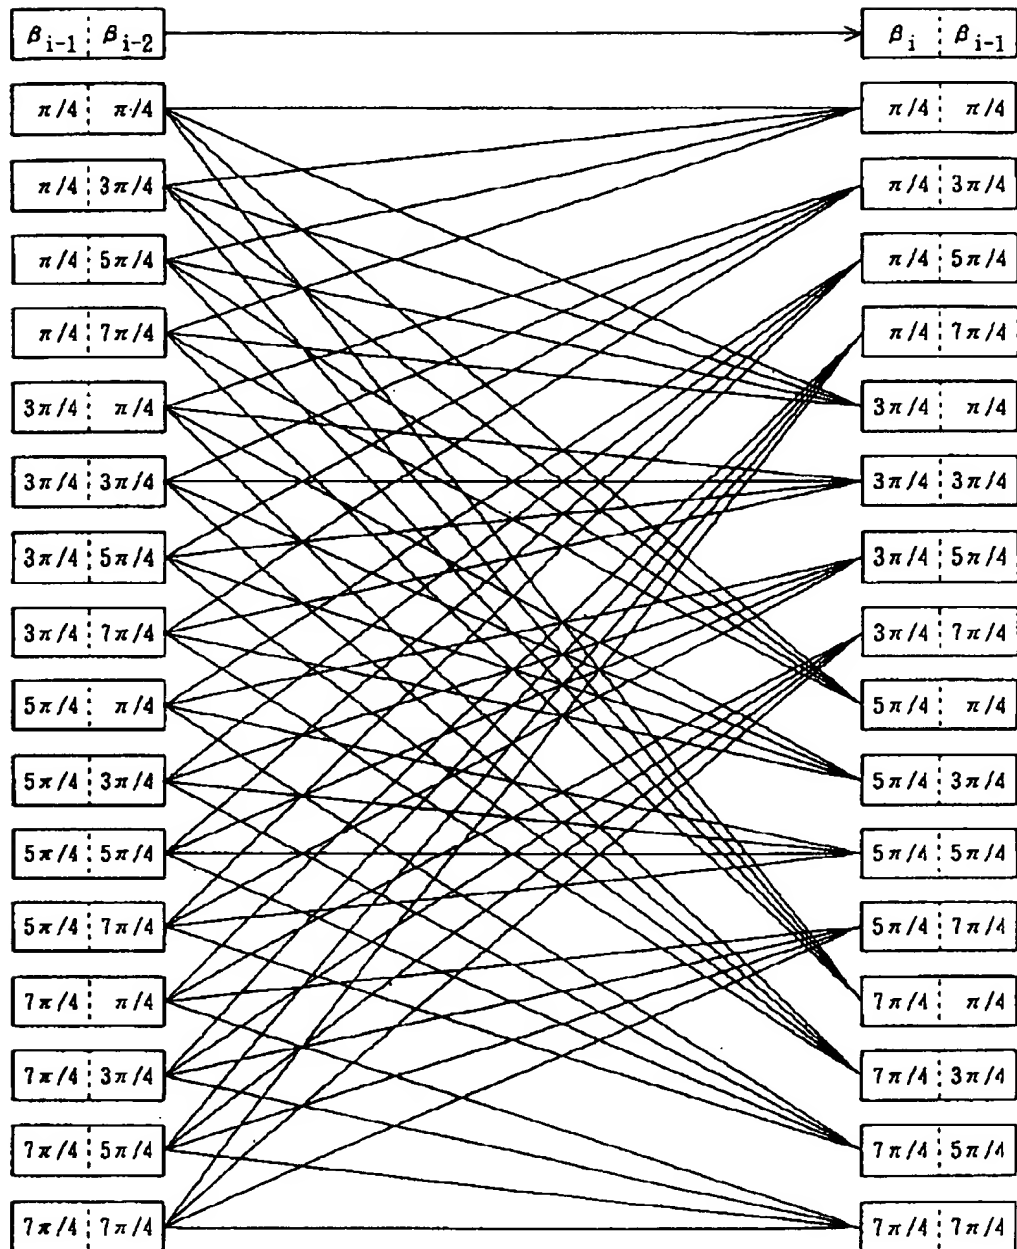 β i-1 β i-2 β i β i-1
π/4 π/4 π/4 π/4
π/4 3π/4 π/4 3π/4
π/4 5π/4 π/4 5π/4
π/4 7π/4 π/4 7π/4
3π/4 π/4 3π/4 π/4
3π/4 3π/4 3π/4 3π/4
3π/4 5π/4 3π/4 5π/4
3π/4 7π/4 3π/4 7π/4
5π/4 π/4 5π/4 π/4
5π/4 3π/4 5π/4 3π/4
5π/4 5π/4 5π/4 5π/4
5π/4 7π/4 5π/4 7π/4
7π/4 π/4 7π/4 π/4
7π/4 3π/4 7π/4 3π/4
7π/4 5π/4 7π/4 5π/4
7π/4 7π/4 7π/4 7π/4